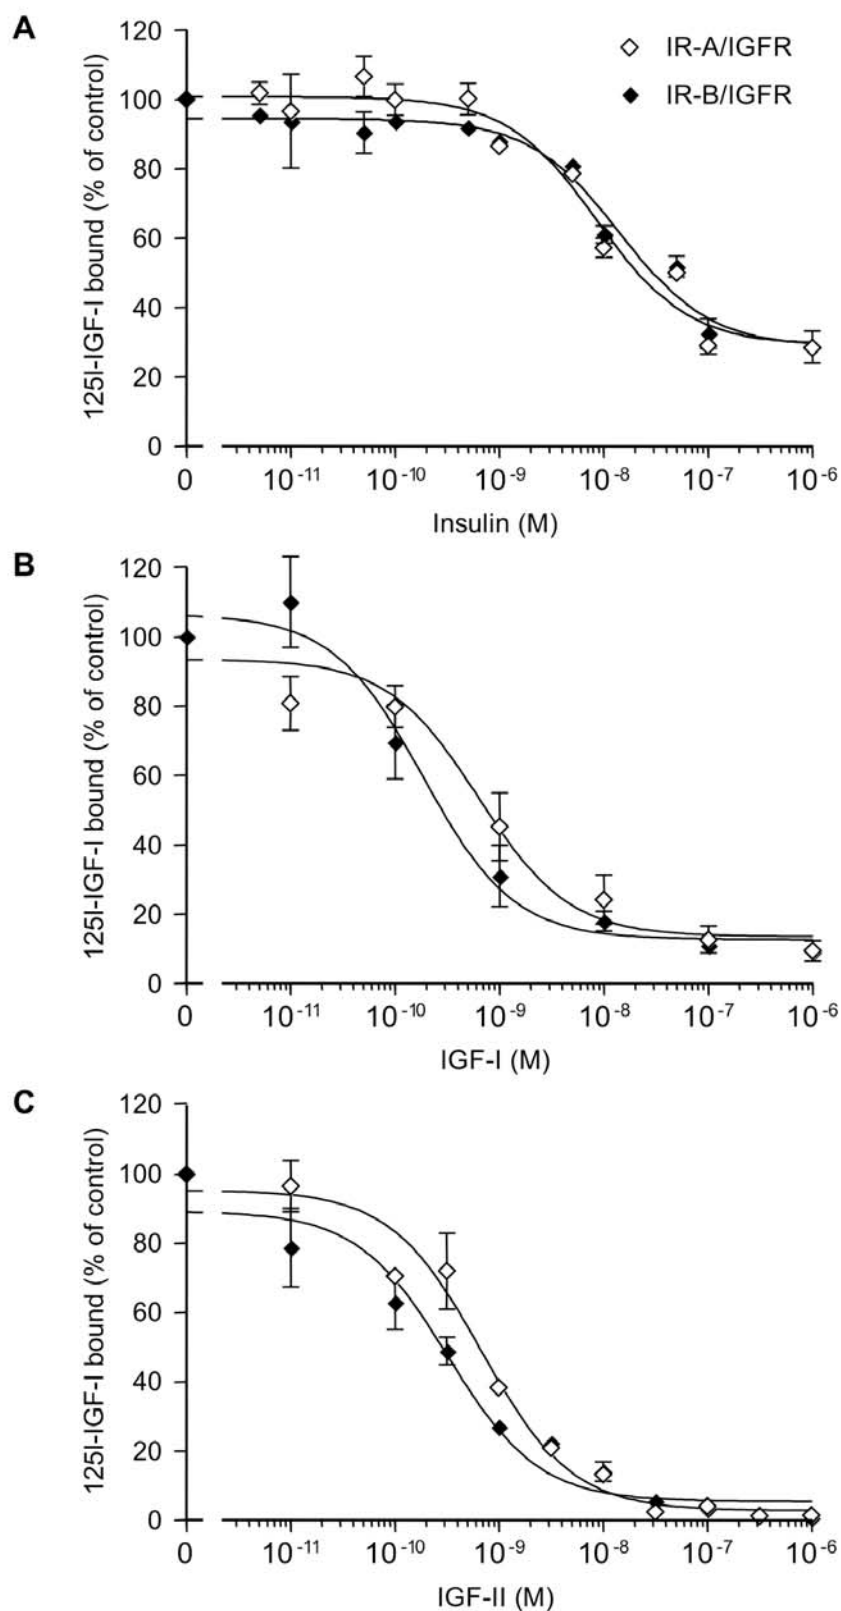 A
120
100
80
60
40
20
0
125I-IGF-I bound (% of control)
IR-A/IGFR
IR-B/IGFR
0 10⁻¹¹ 10⁻¹⁰ 10⁻⁹ 10⁻⁸ 10⁻⁷ 10⁻⁶
Insulin (M)
B
120
100
80
60
40
20
0
125I-IGF-I bound (% of control)
0 10⁻¹¹ 10⁻¹⁰ 10⁻⁹ 10⁻⁸ 10⁻⁷ 10⁻⁶
IGF-I (M)
C
120
100
80
60
40
20
0
125I-IGF-I bound (% of control)
0 10⁻¹¹ 10⁻¹⁰ 10⁻⁹ 10⁻⁸ 10⁻⁷ 10⁻⁶
IGF-II (M)